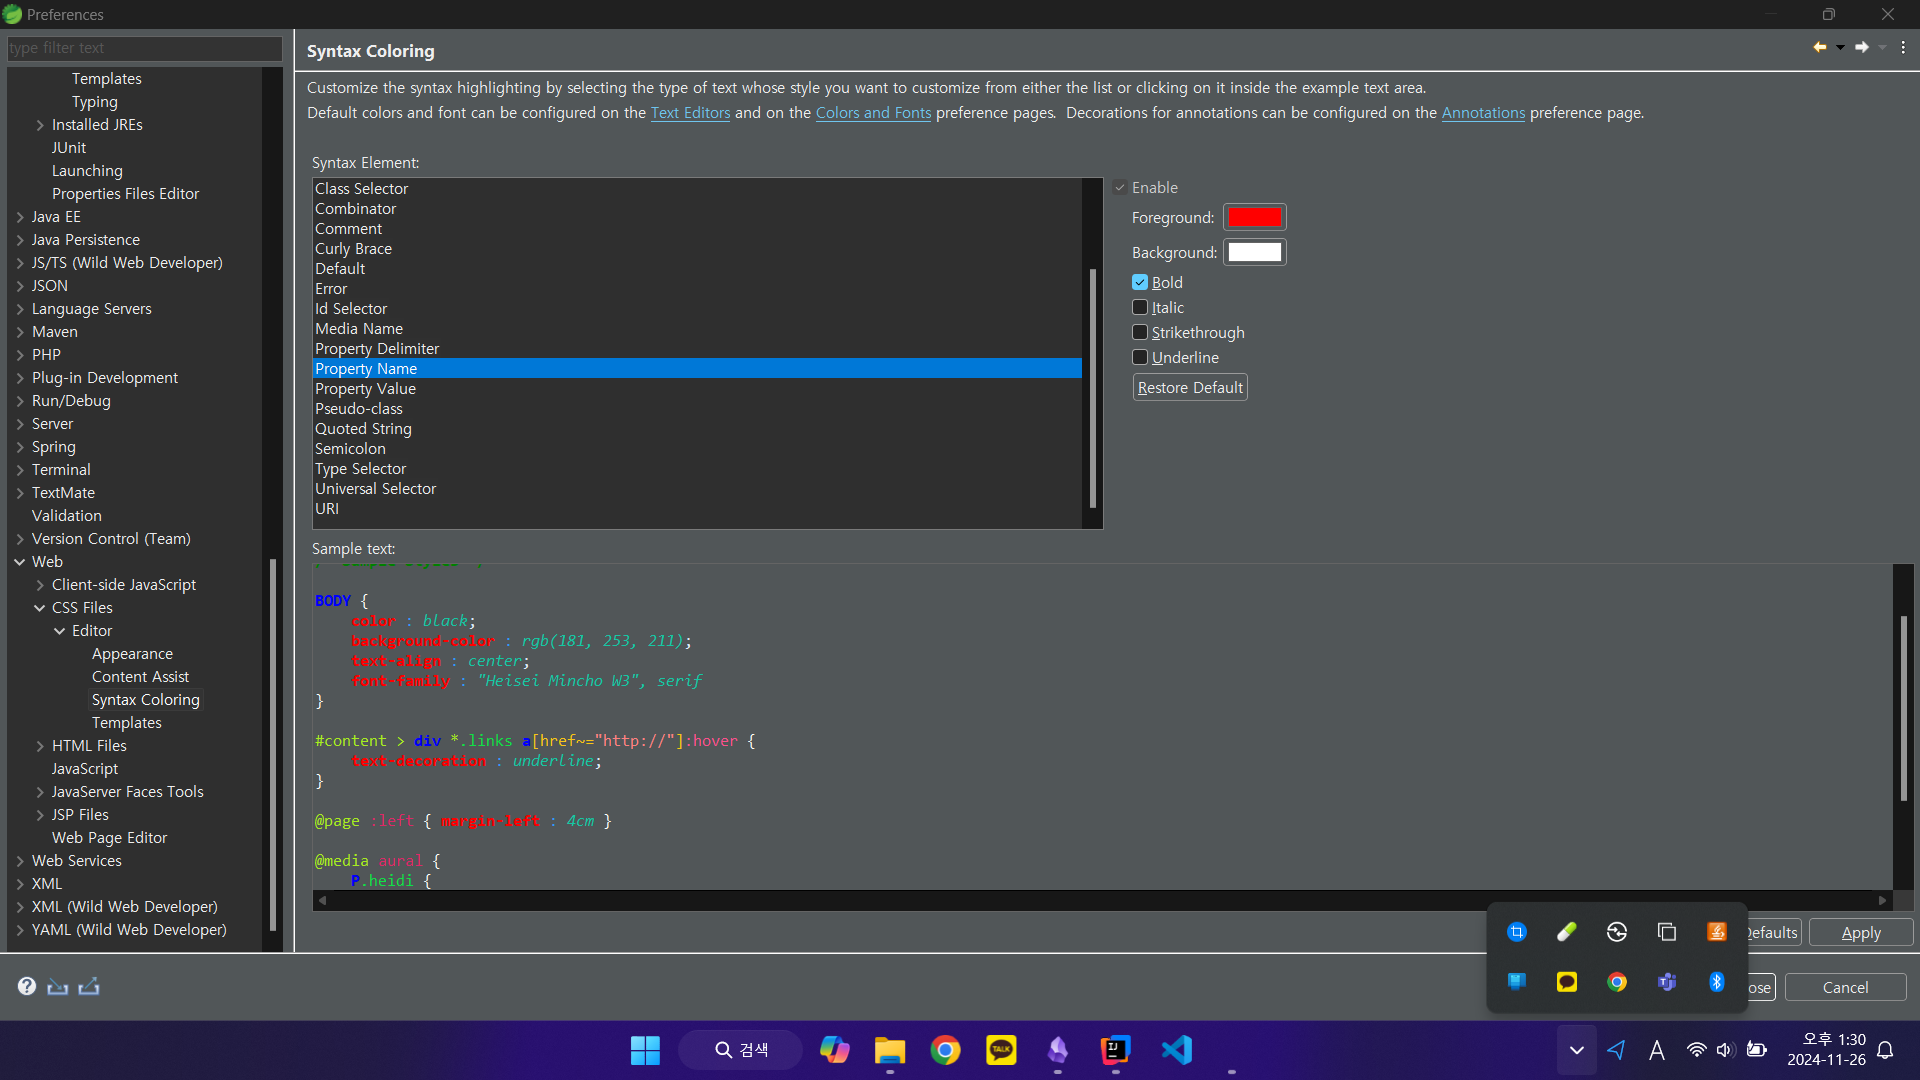 Preferences
type filter text
Templates
Typing
Installed JREs
JUnit
Launching
Properties Files Editor
Java EE
Java Persistence
JS/TS (Wild Web Developer)
JSON
Language Servers
Maven
PHP
Plug-in Development
Run/Debug
Server
Spring
Terminal
TextMate
Validation
Version Control (Team)
Web
Client-side JavaScript
CSS Files
Editor
Appearance
Content Assist
Syntax Coloring
Templates
HTML Files
JavaScript
JavaServer Faces Tools
JSP Files
Web Page Editor
Web Services
XML
XML (Wild Web Developer)
YAML (Wild Web Developer)
Syntax Coloring
Customize the syntax highlighting by selecting the type of text whose style you want to customize from either the list or clicking on it inside the example text area.
Default colors and font can be configured on the Text Editors and on the Colors and Fonts preference pages.  Decorations for annotations can be configured on the Annotations preference page.
Syntax Element:
Class Selector
Combinator
Comment
Curly Brace
Default
Error
Id Selector
Media Name
Property Delimiter
Property Name
Property Value
Pseudo-class
Quoted String
Semicolon
Type Selector
Universal Selector
URI
Enable
Foreground:
Background:
Bold
Italic
Strikethrough
Underline
Restore Default
Sample text:
BODY {
color : black;
background-color : rgb(181, 253, 211);
text-align : center;
font-family : "Heisei Mincho W3", serif
}
#content > div *.links a[href~="http://"]:hover {
text-decoration : underline;
}
@page :left { margin-left : 4cm }
@media aural {
P.heidi {
Defaults
Apply
ose
Cancel
검색
TALK
IJ
A
오후 1:30
2024-11-26